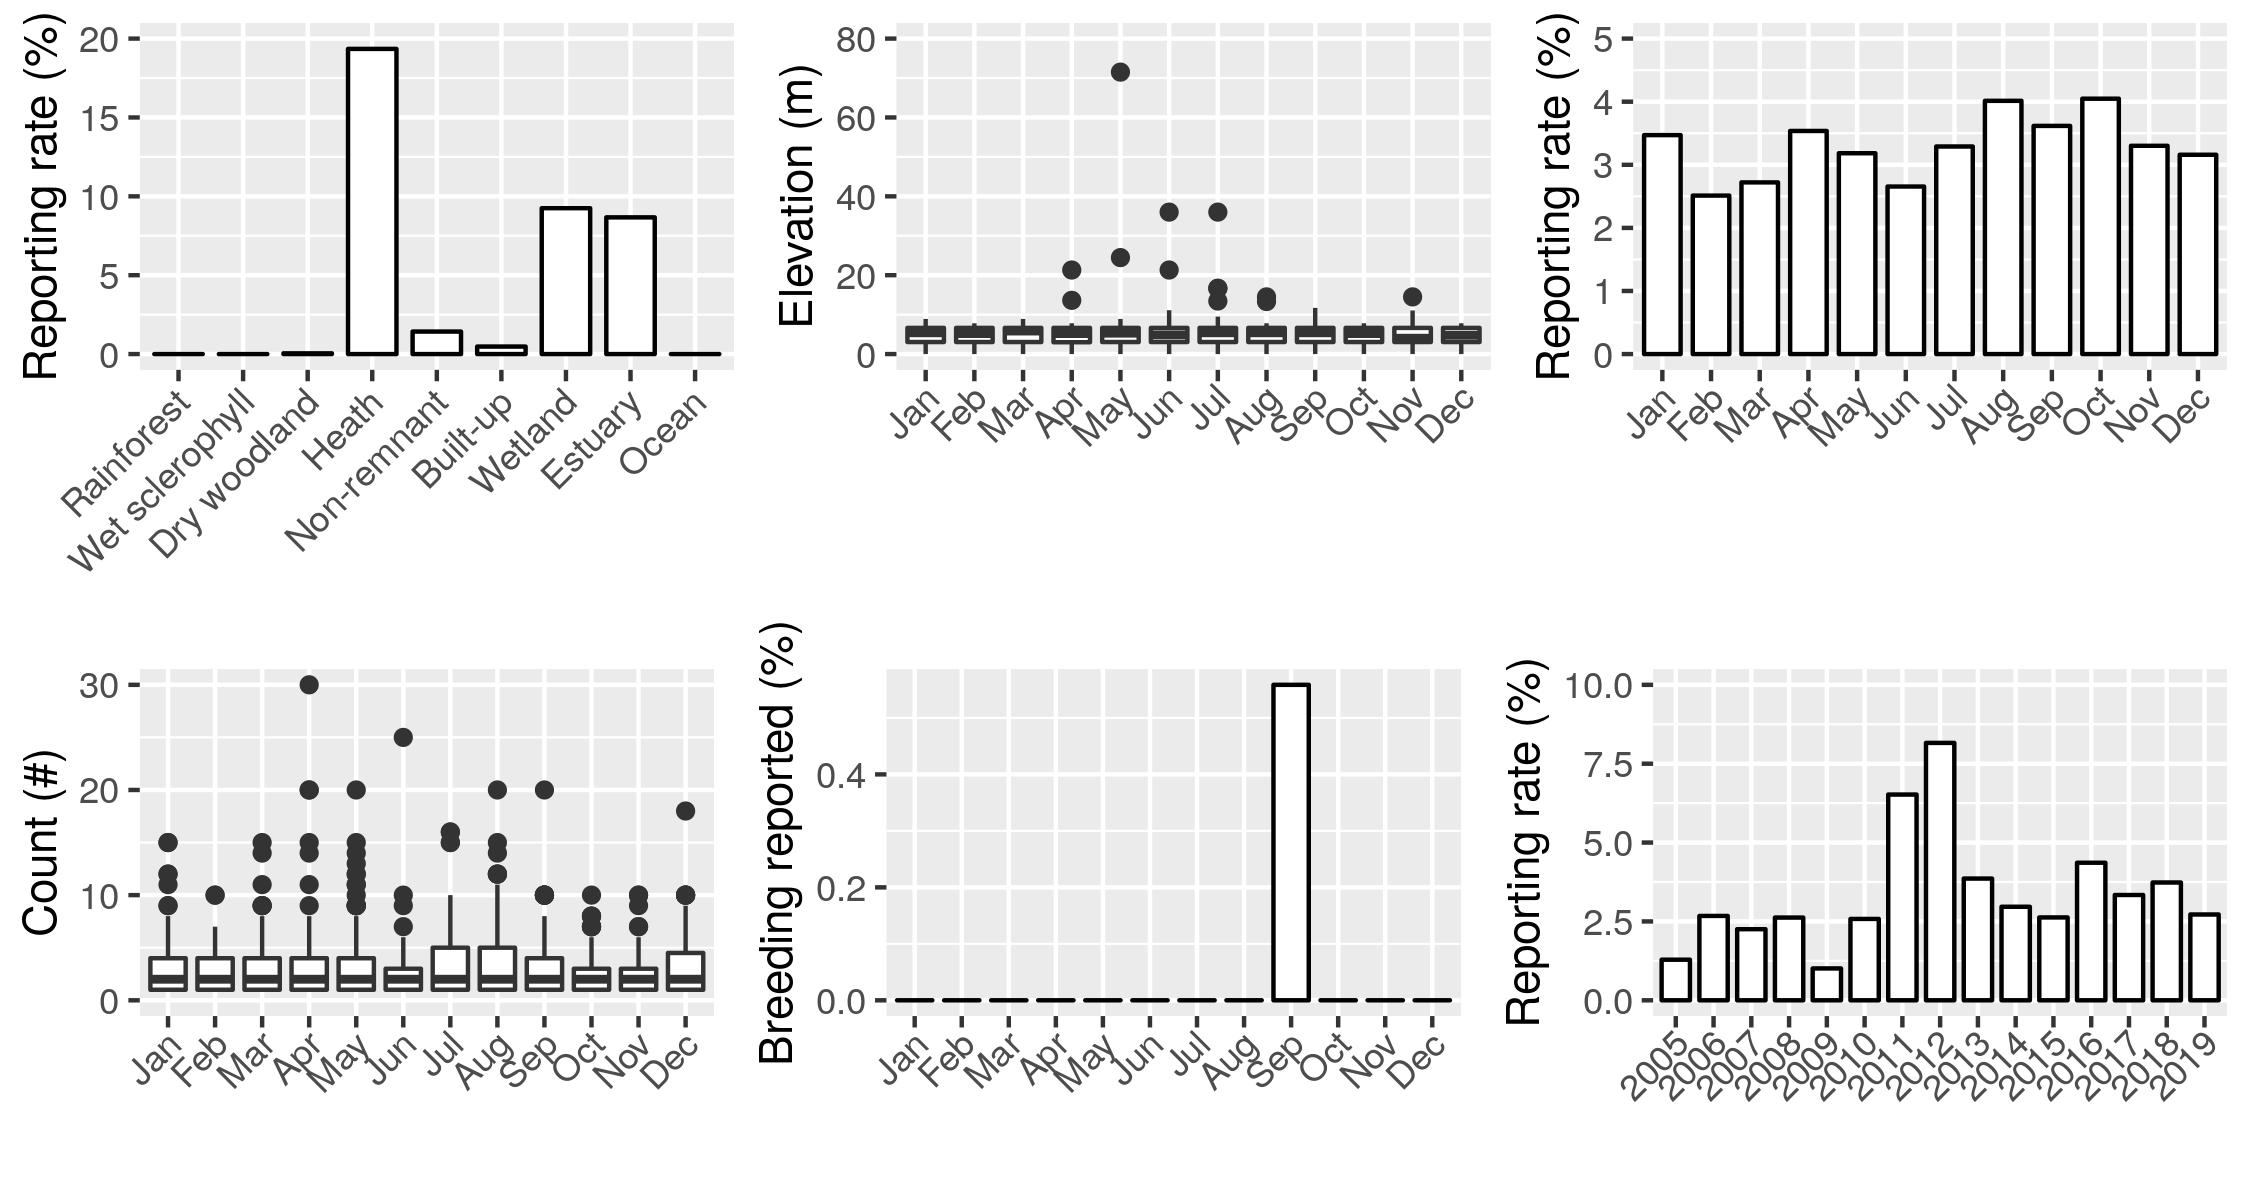 Reporting rate (%)
20
15
10
5
0
Rainforest
Wet sclerophyll
Dry woodland
Heath
Non-remnant
Built-up
Wetland
Estuary
Ocean
Elevation (m)
80
60
40
20
0
Jan
Feb
Mar
Apr
May
Jun
Jul
Aug
Sep
Oct
Nov
Dec
Reporting rate (%)
5
4
3
2
1
0
Jan
Feb
Mar
Apr
May
Jun
Jul
Aug
Sep
Oct
Nov
Dec
Count (#)
30
20
10
0
Jan
Feb
Mar
Apr
May
Jun
Jul
Aug
Sep
Oct
Nov
Dec
Breeding reported (%)
0.4
0.2
0.0
Jan
Feb
Mar
Apr
May
Jun
Jul
Aug
Sep
Oct
Nov
Dec
Reporting rate (%)
10.0
7.5
5.0
2.5
0.0
2005
2006
2007
2008
2009
2010
2011
2012
2013
2014
2015
2016
2017
2018
2019